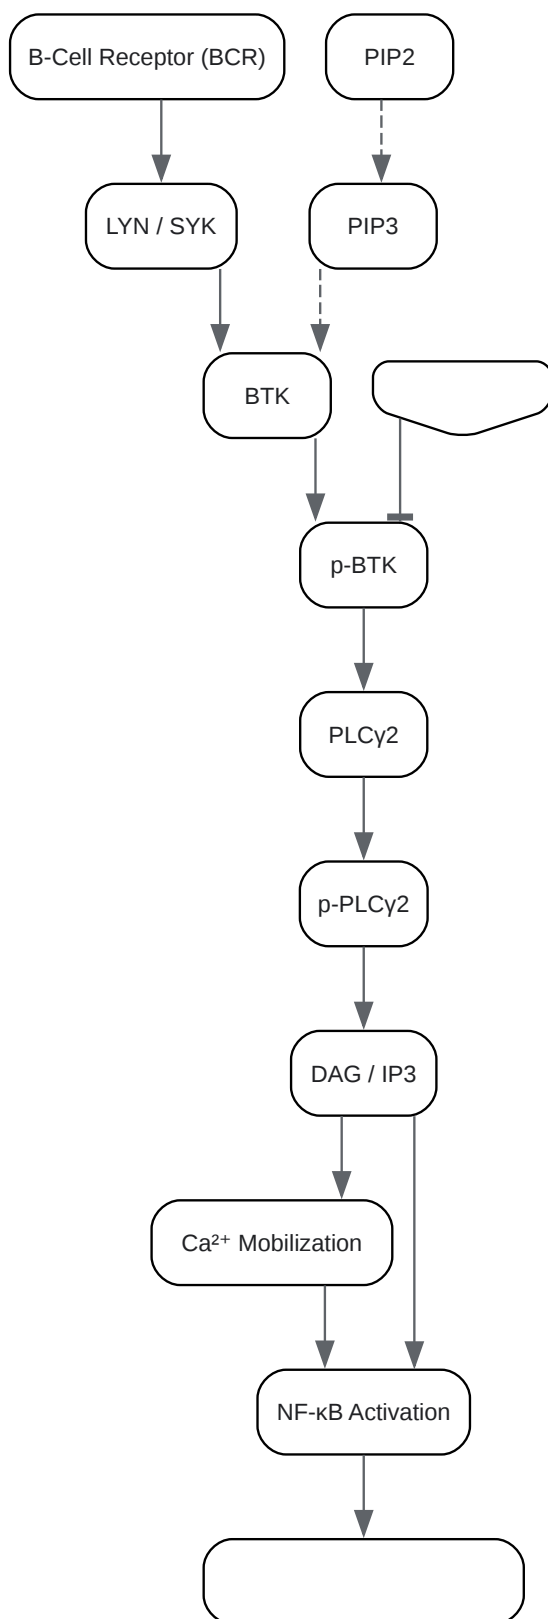 B-Cell Receptor (BCR)
PIP2
LYN / SYK
PIP3
BTK
p-BTK
PLCγ2
p-PLCγ2
DAG / IP3
Ca²⁺ Mobilization
NF-κB Activation